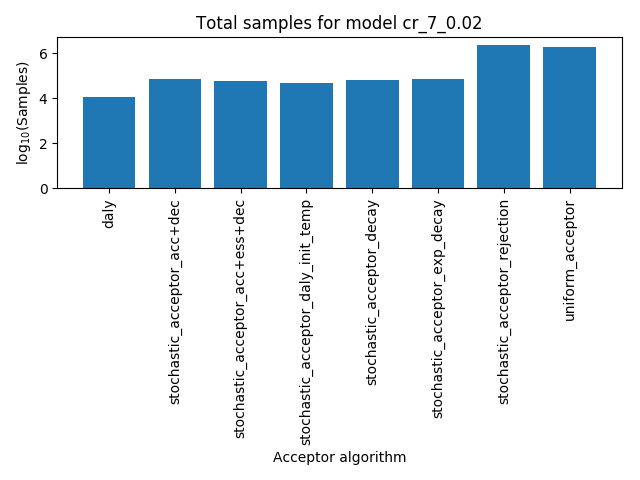 Total samples for model cr_7_0.02
log10(Samples)
6
4
2
0
daly
stochastic_acceptor_acc+dec
stochastic_acceptor_acc+ess+dec
stochastic_acceptor_daly_init_temp
stochastic_acceptor_decay
stochastic_acceptor_exp_decay
stochastic_acceptor_rejection
uniform_acceptor
Acceptor algorithm